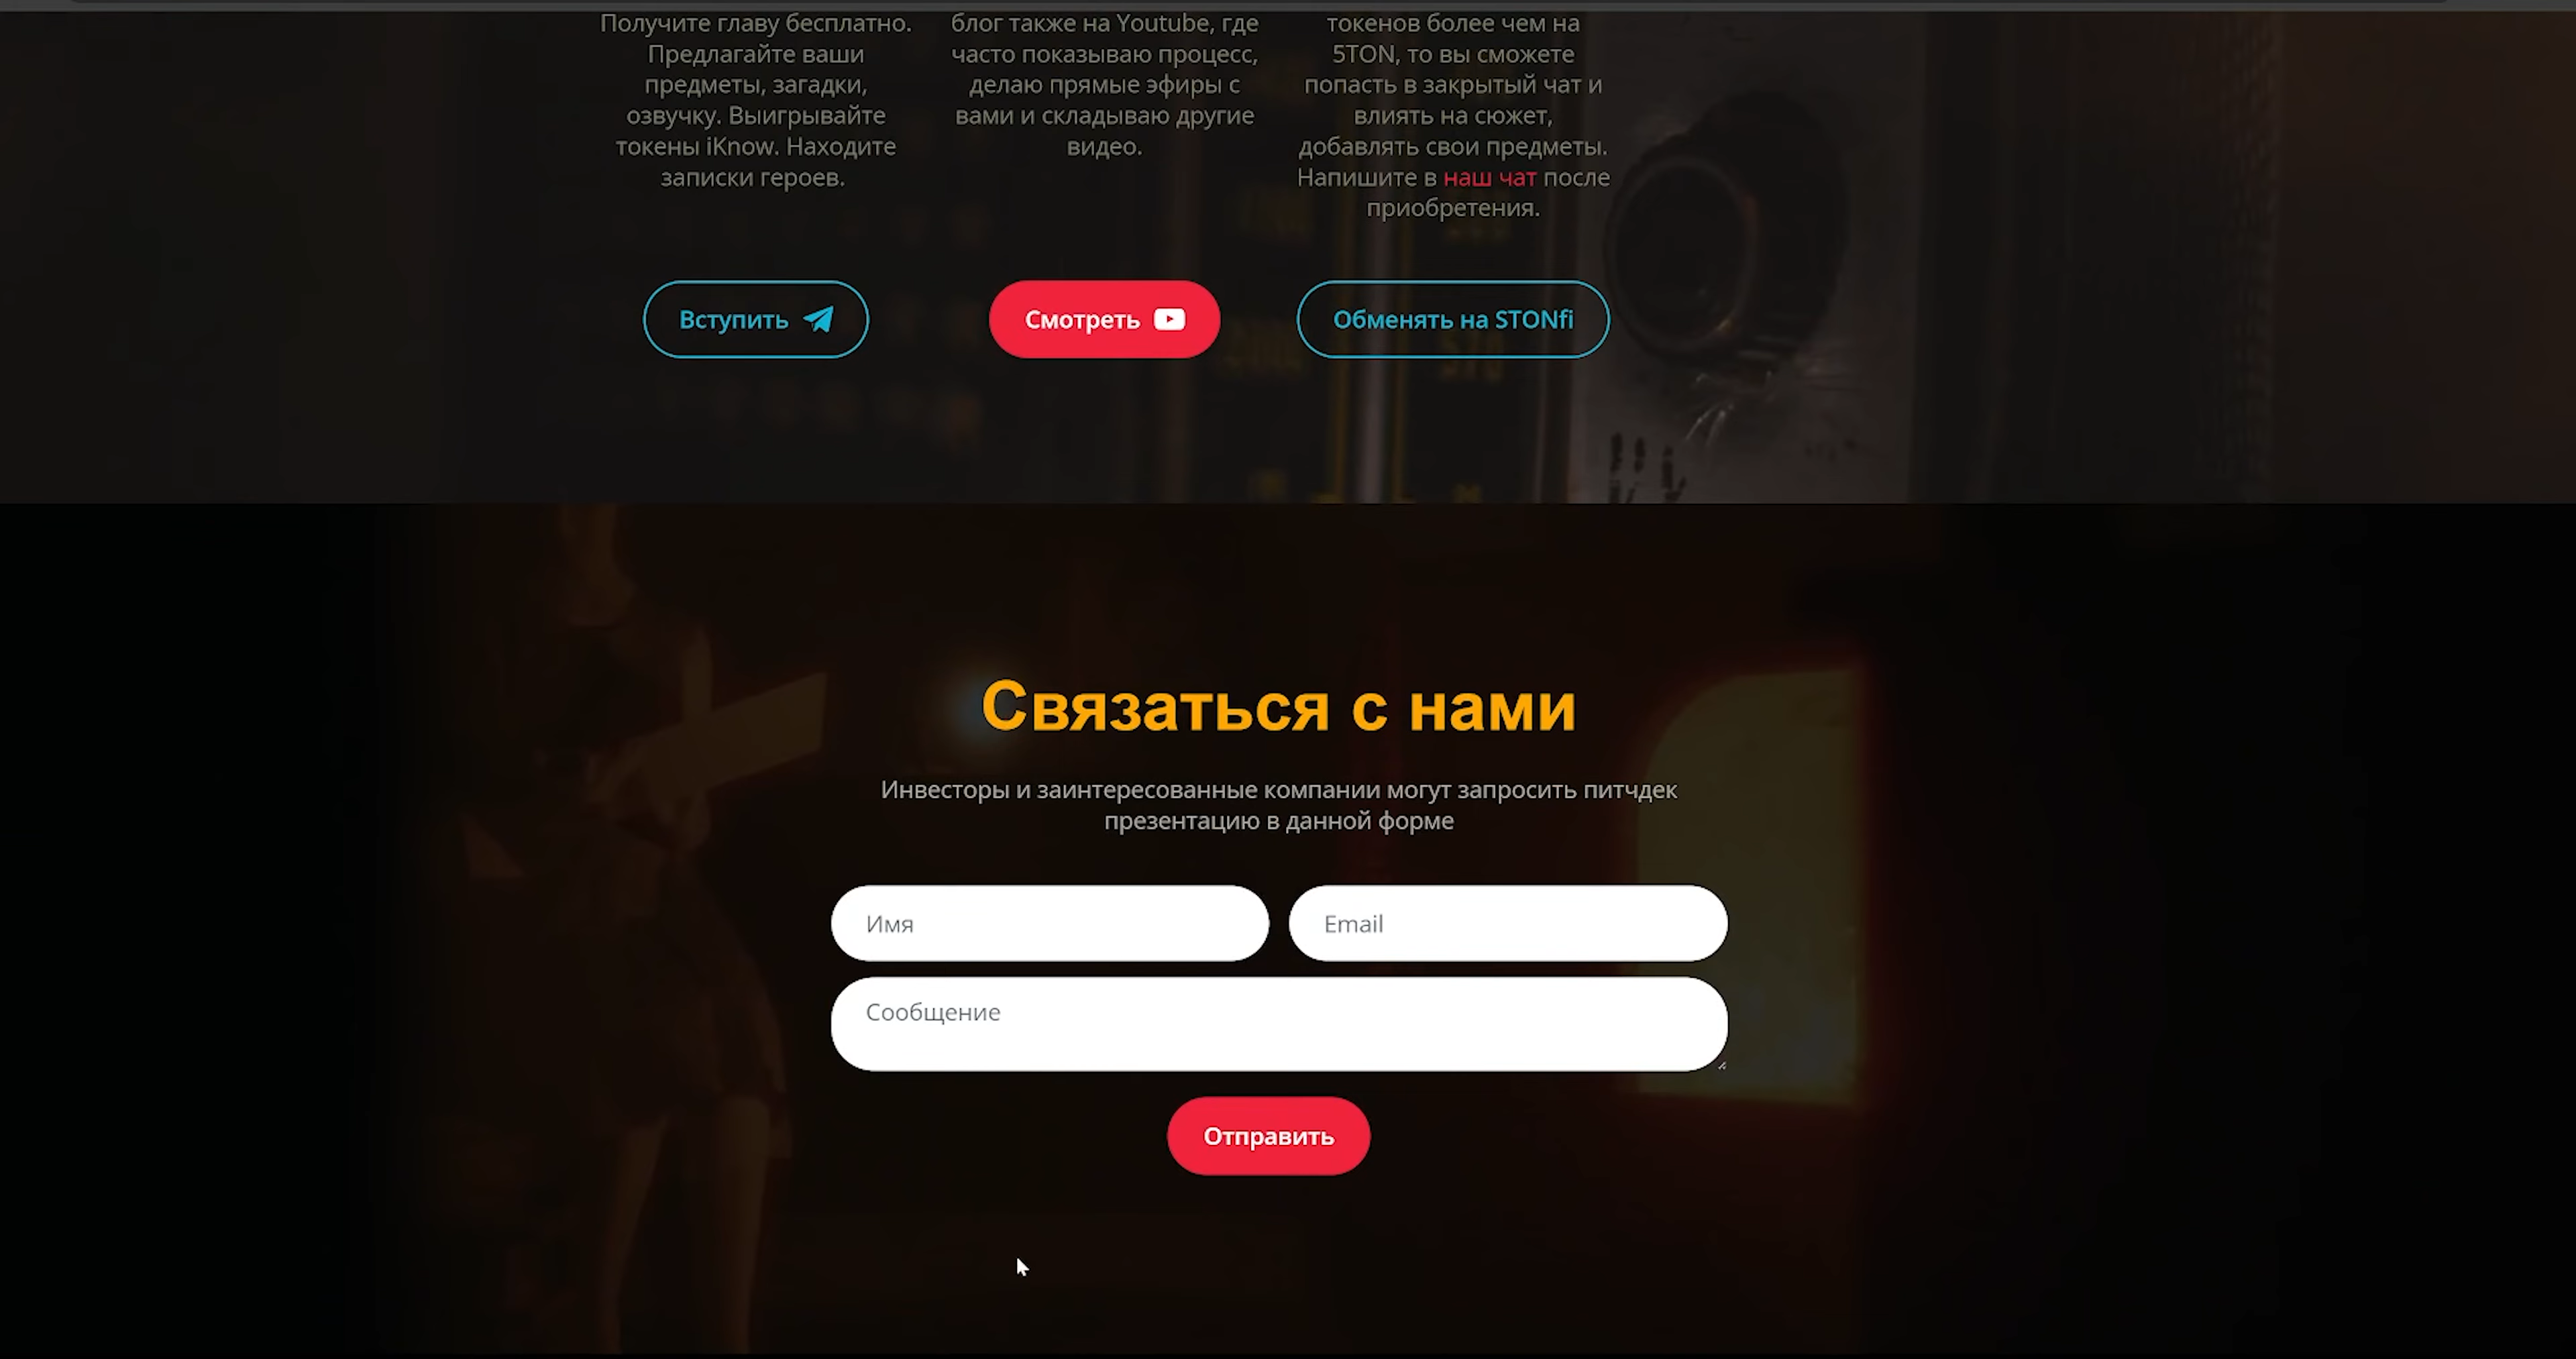 Получите главу бесплатно.
Предлагайте ваши
предметы, загадки,
озвучку. Выигрывайте
токены iKnow. Находите
записки героев.
блог также на Youtube, где
часто показываю процесс,
делаю прямые эфиры с
вами и складываю другие
видео.
токенов более чем на
5TON, то вы сможете
попасть в закрытый чат и
влиять на сюжет,
добавлять свои предметы.
Напишите в наш чат после
приобретения.
Вступить
Смотреть
Обменять на STONfi
Связаться с нами
Инвесторы и заинтересованные компании могут запросить питчдек
презентацию в данной форме
Имя
Email
Сообщение
Отправить